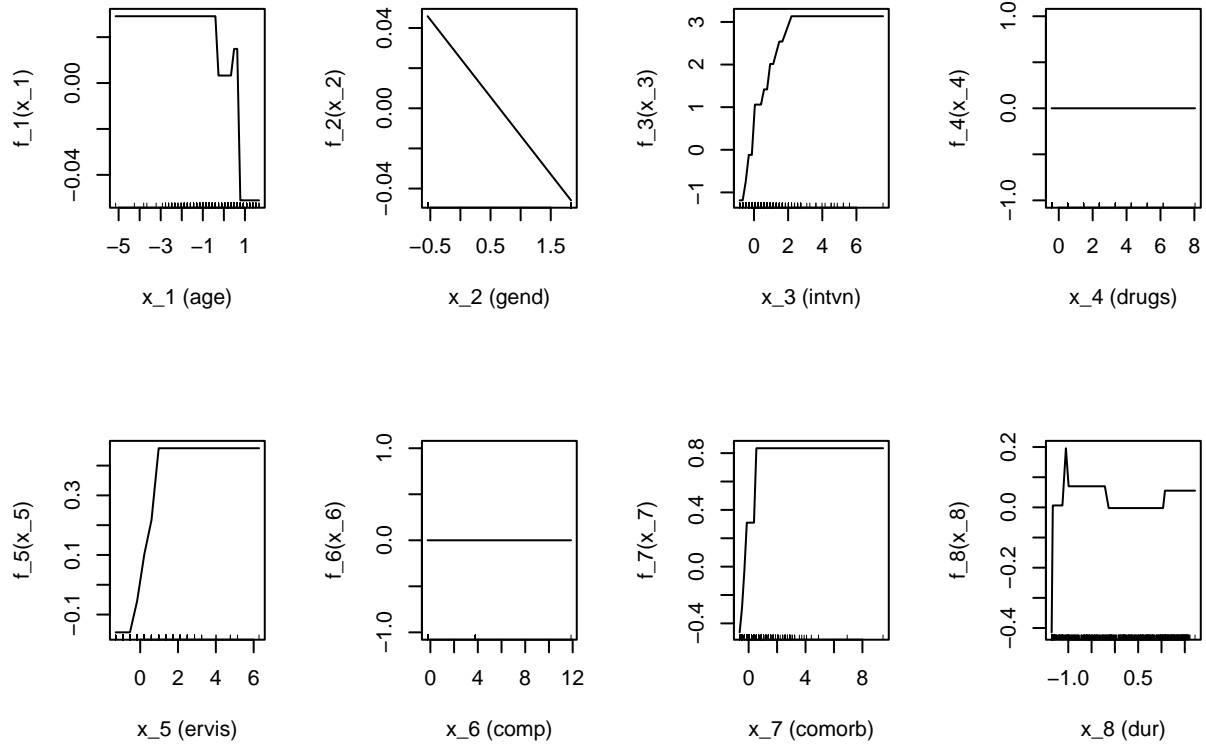 f_1(x_1)
0.00
−0.04
−5 −3 −1 1
x_1 (age)
f_2(x_2)
0.04
0.00
−0.04
−0.5 0.5 1.5
x_2 (gend)
f_3(x_3)
3
2
1
0
−1
0 2 4 6
x_3 (intvn)
f_4(x_4)
1.0
0.0
−1.0
0 2 4 6 8
x_4 (drugs)
f_5(x_5)
0.3
0.1
−0.1
0 2 4 6
x_5 (ervis)
f_6(x_6)
1.0
0.0
−1.0
0 4 8 12
x_6 (comp)
f_7(x_7)
0.8
0.4
0.0
−0.4
0 4 8
x_7 (comorb)
f_8(x_8)
0.2
0.0
−0.2
−0.4
−1.0 0.5
x_8 (dur)